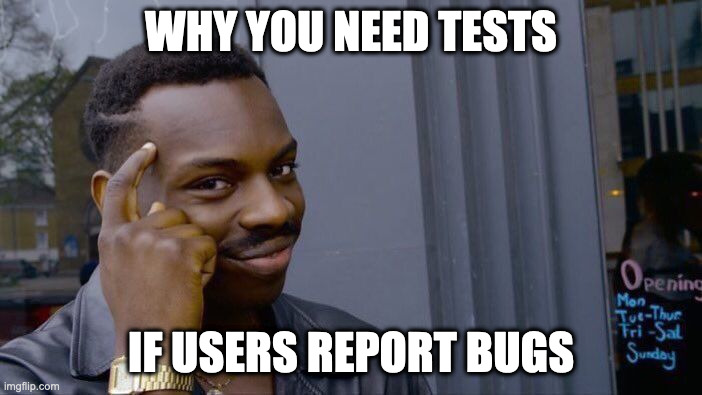 WHY YOU NEED TESTS
Opening
Mon
Tue-Thur
Fri-Sat
Sunday
IF USERS REPORT BUGS
imgflip.com